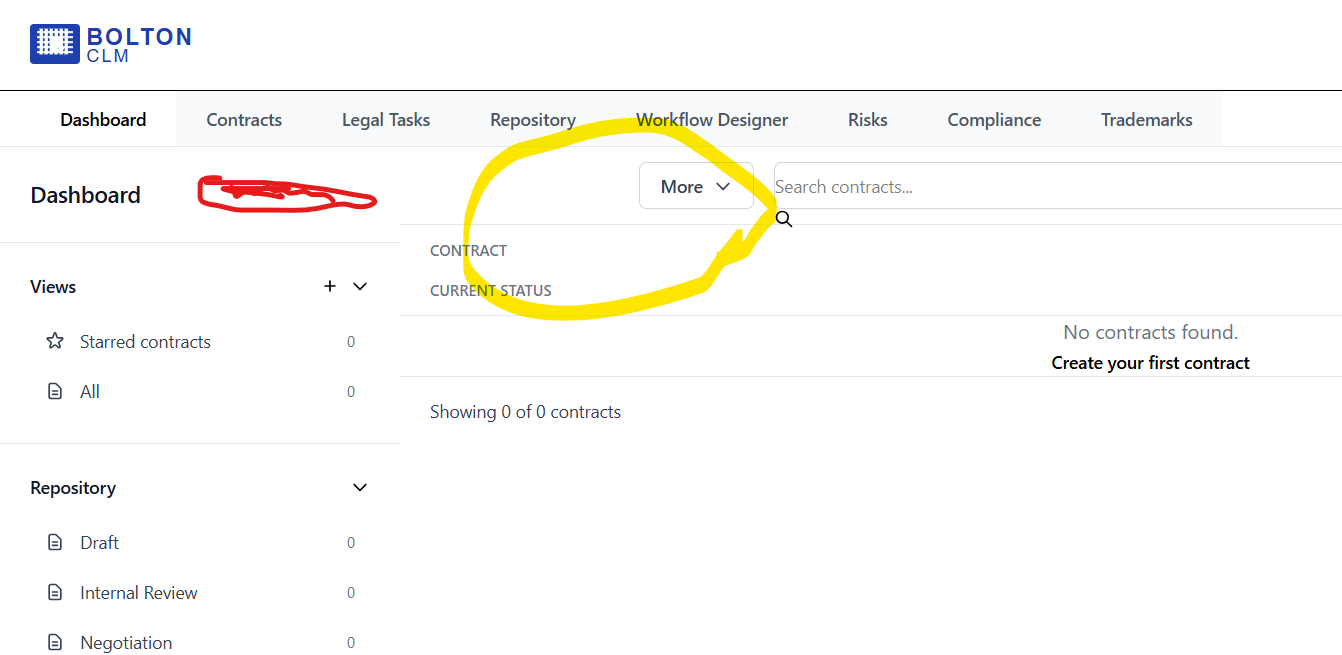 BOLTON
CLM
Dashboard Contracts Legal Tasks Repository Workflow Designer Risks Compliance Trademarks
Dashboard
More
Search contracts...
CONTRACT
CURRENT STATUS
Views
Starred contracts 0
All 0
No contracts found.
Create your first contract
Showing 0 of 0 contracts
Repository
Draft 0
Internal Review 0
Negotiation 0